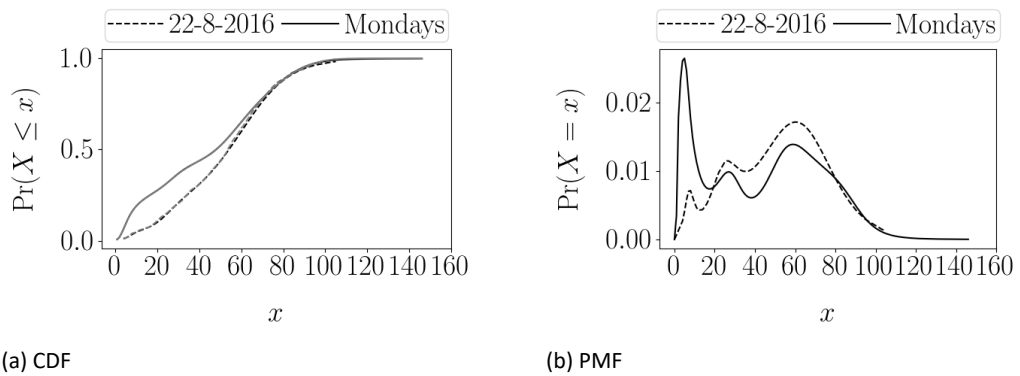 22-8-2016 Mondays
1.0
0.5
0.0
Pr(X ≤ x)
0 20 40 60 80 100 120 140 160
x
(a) CDF
22-8-2016 Mondays
0.02
0.01
0.00
Pr(X = x)
0 20 40 60 80 100 120 140 160
x
(b) PMF